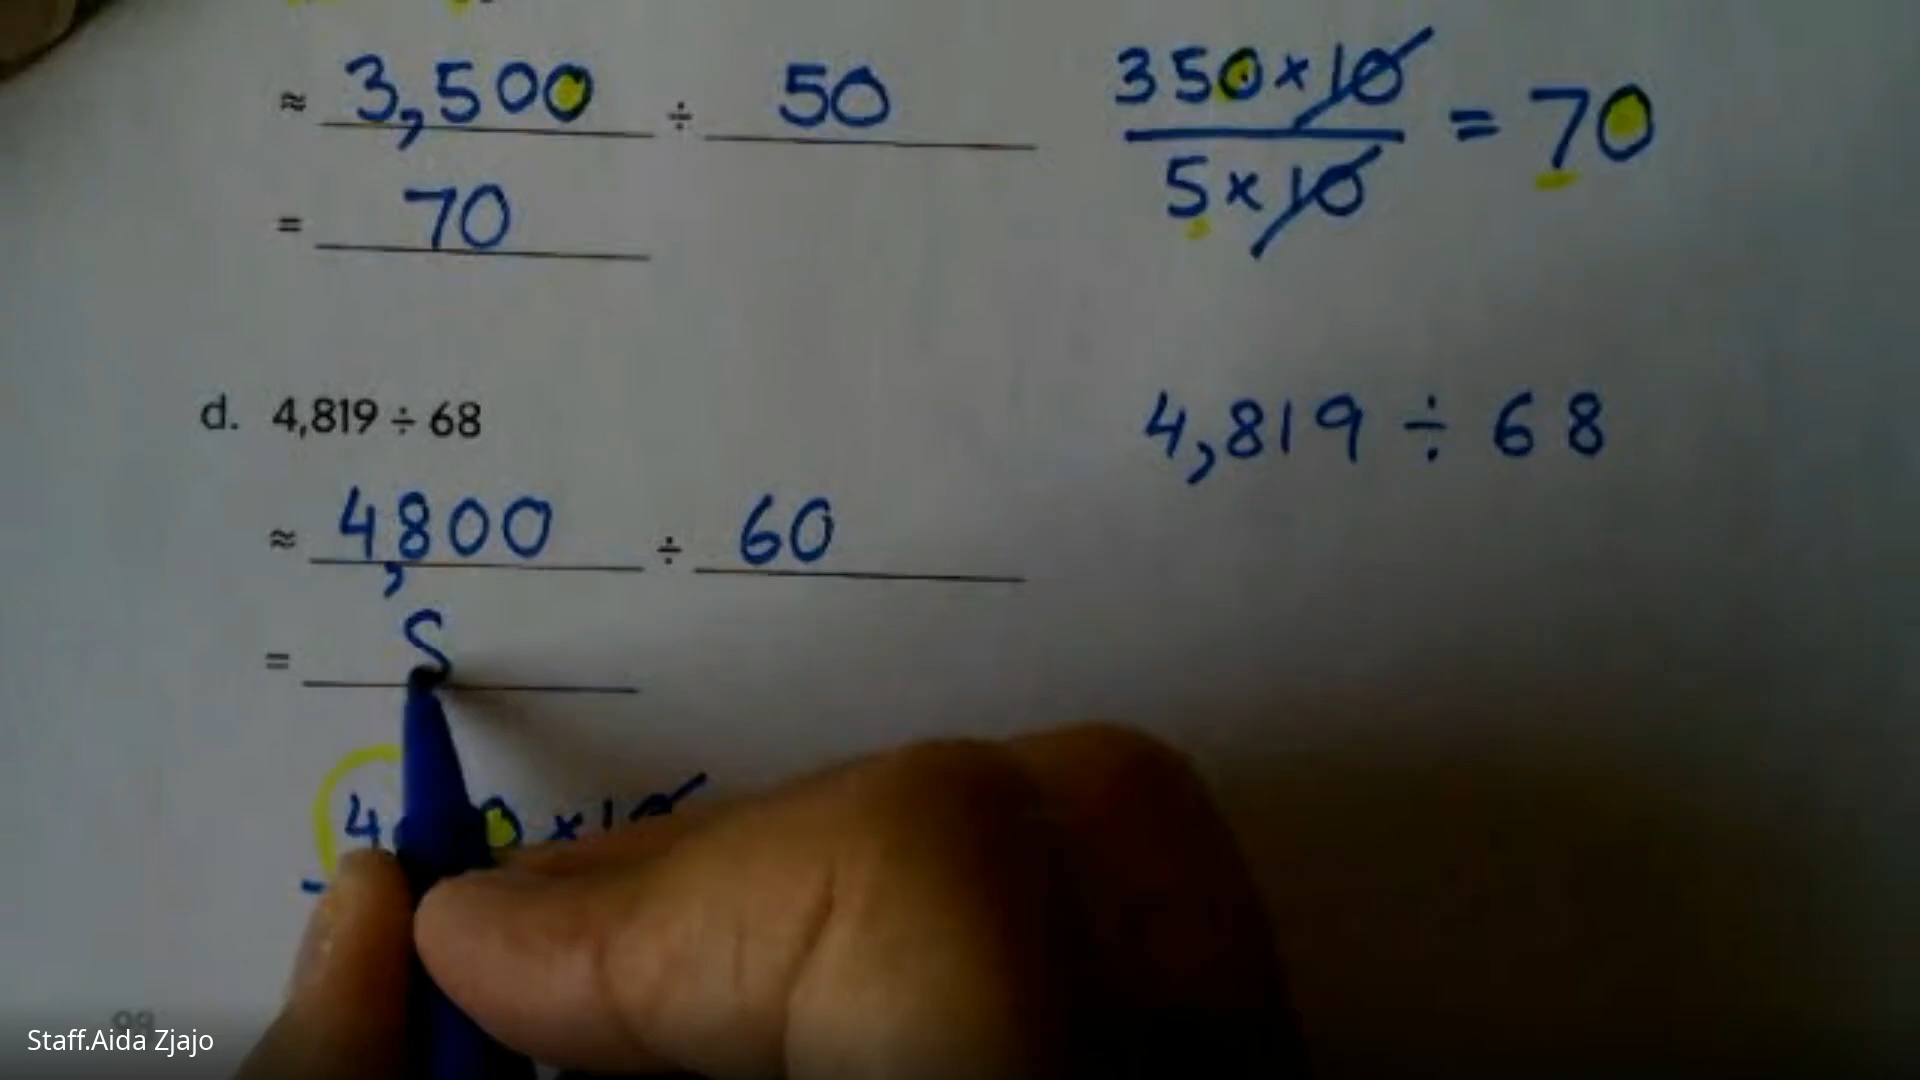 ≈ 3,500 ÷ 50
350 × 10
5 × 10
= 70
= 70
d. 4,819 ÷ 68
4,819 ÷ 68
≈ 4,800 ÷ 60
=
98
Staff.Aida Zjajo